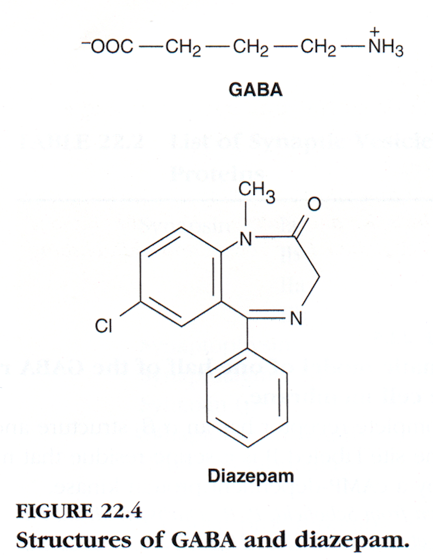 ⁻OOC—CH₂—CH₂—CH₂—N⁺H₃
GABA
CH₃
N
O
N
Cl
Diazepam
FIGURE 22.4
Structures of GABA and diazepam.